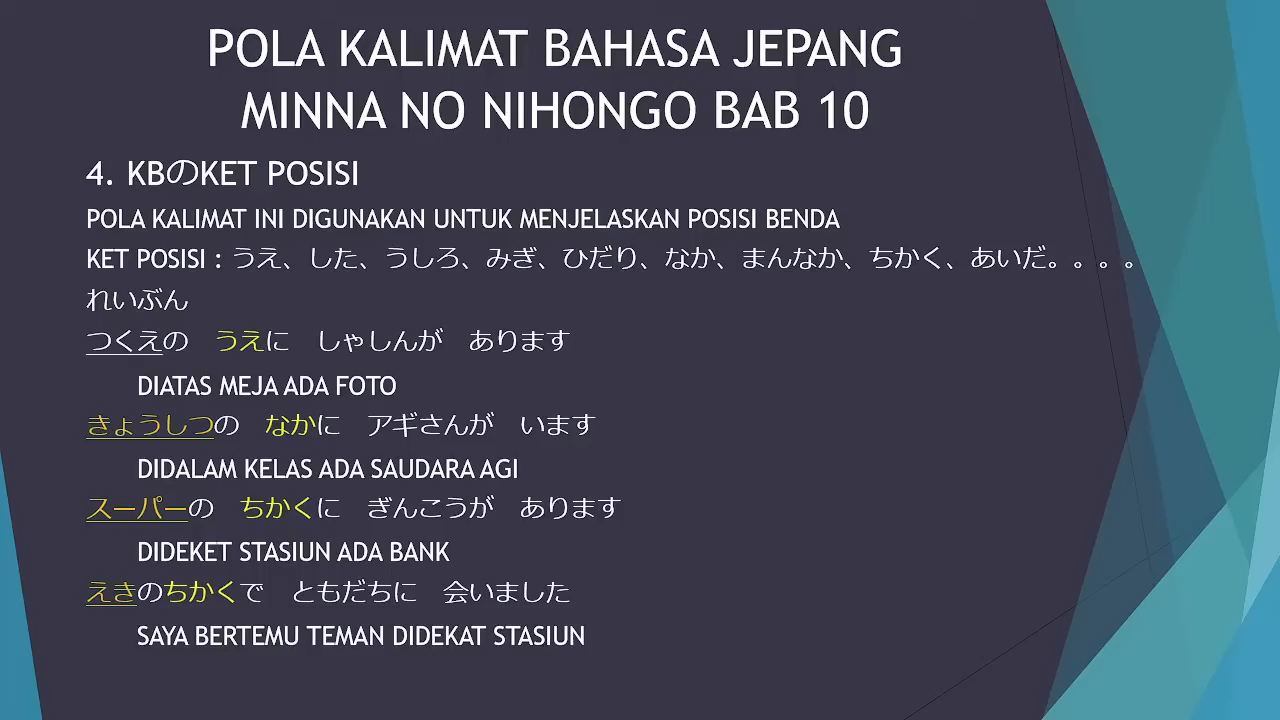 POLA KALIMAT BAHASA JEPANG
MINNA NO NIHONGO BAB 10
4. KBのKET POSISI
POLA KALIMAT INI DIGUNAKAN UNTUK MENJELASKAN POSISI BENDA
KET POSISI : うえ、した、うしろ、みぎ、ひだり、なか、まんなか、ちかく、あいだ。。。。
れいぶん
つくえの　うえに　しゃしんが　あります
DIATAS MEJA ADA FOTO
きょうしつの　なかに　アギさんが　います
DIDALAM KELAS ADA SAUDARA AGI
スーパーの　ちかくに　ぎんこうが　あります
DIDEKET STASIUN ADA BANK
えきのちかくで　ともだちに　会いました
SAYA BERTEMU TEMAN DIDEKAT STASIUN